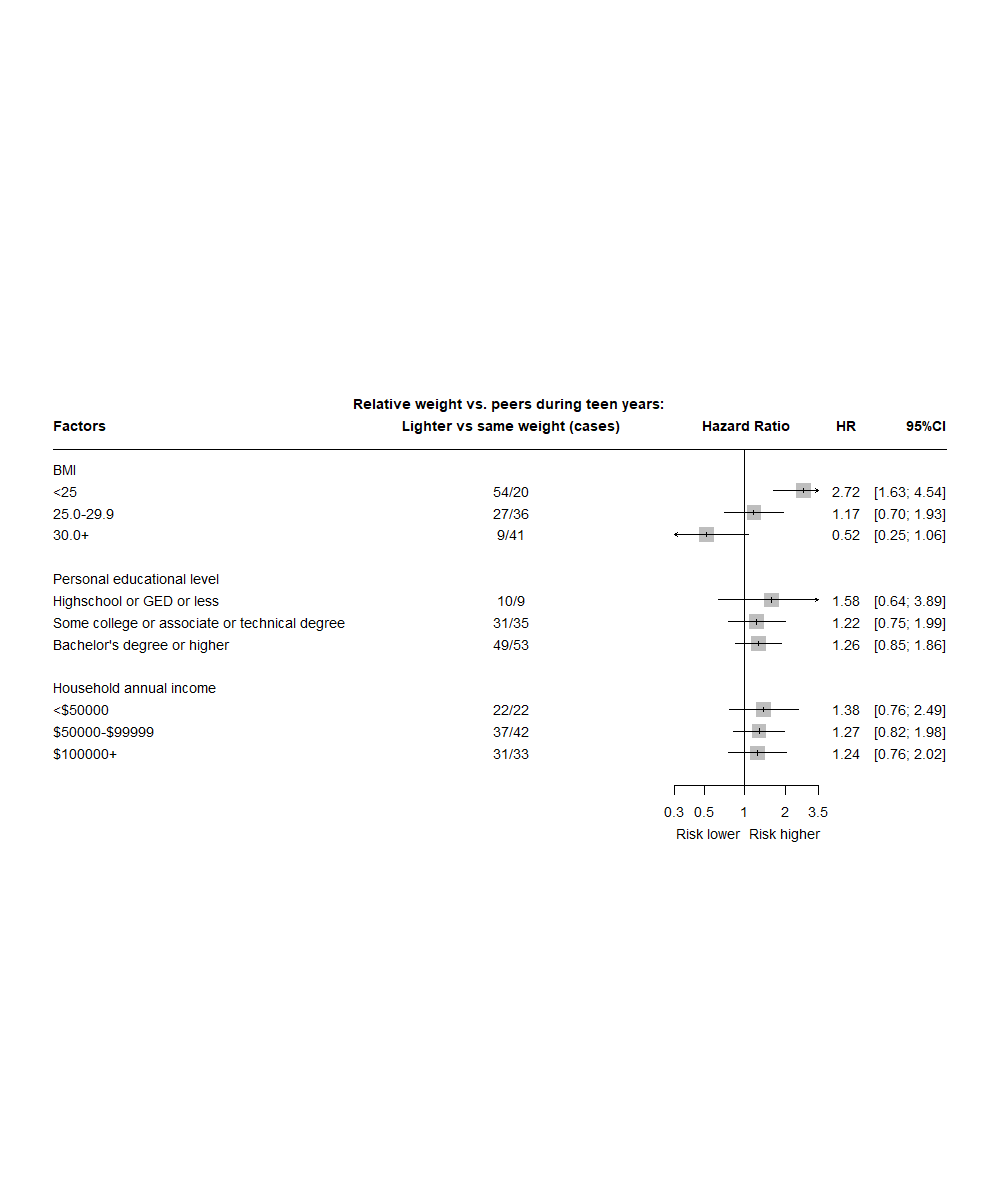 Relative weight vs. peers during teen years:
Factors Lighter vs same weight (cases) Hazard Ratio HR 95%CI
BMI
<25 54/20 2.72 [1.63; 4.54]
25.0-29.9 27/36 1.17 [0.70; 1.93]
30.0+ 9/41 0.52 [0.25; 1.06]
Personal educational level
Highschool or GED or less 10/9 1.58 [0.64; 3.89]
Some college or associate or technical degree 31/35 1.22 [0.75; 1.99]
Bachelor's degree or higher 49/53 1.26 [0.85; 1.86]
Household annual income
<$50000 22/22 1.38 [0.76; 2.49]
$50000-$99999 37/42 1.27 [0.82; 1.98]
$100000+ 31/33 1.24 [0.76; 2.02]
0.3 0.5 1 2 3.5
Risk lower Risk higher